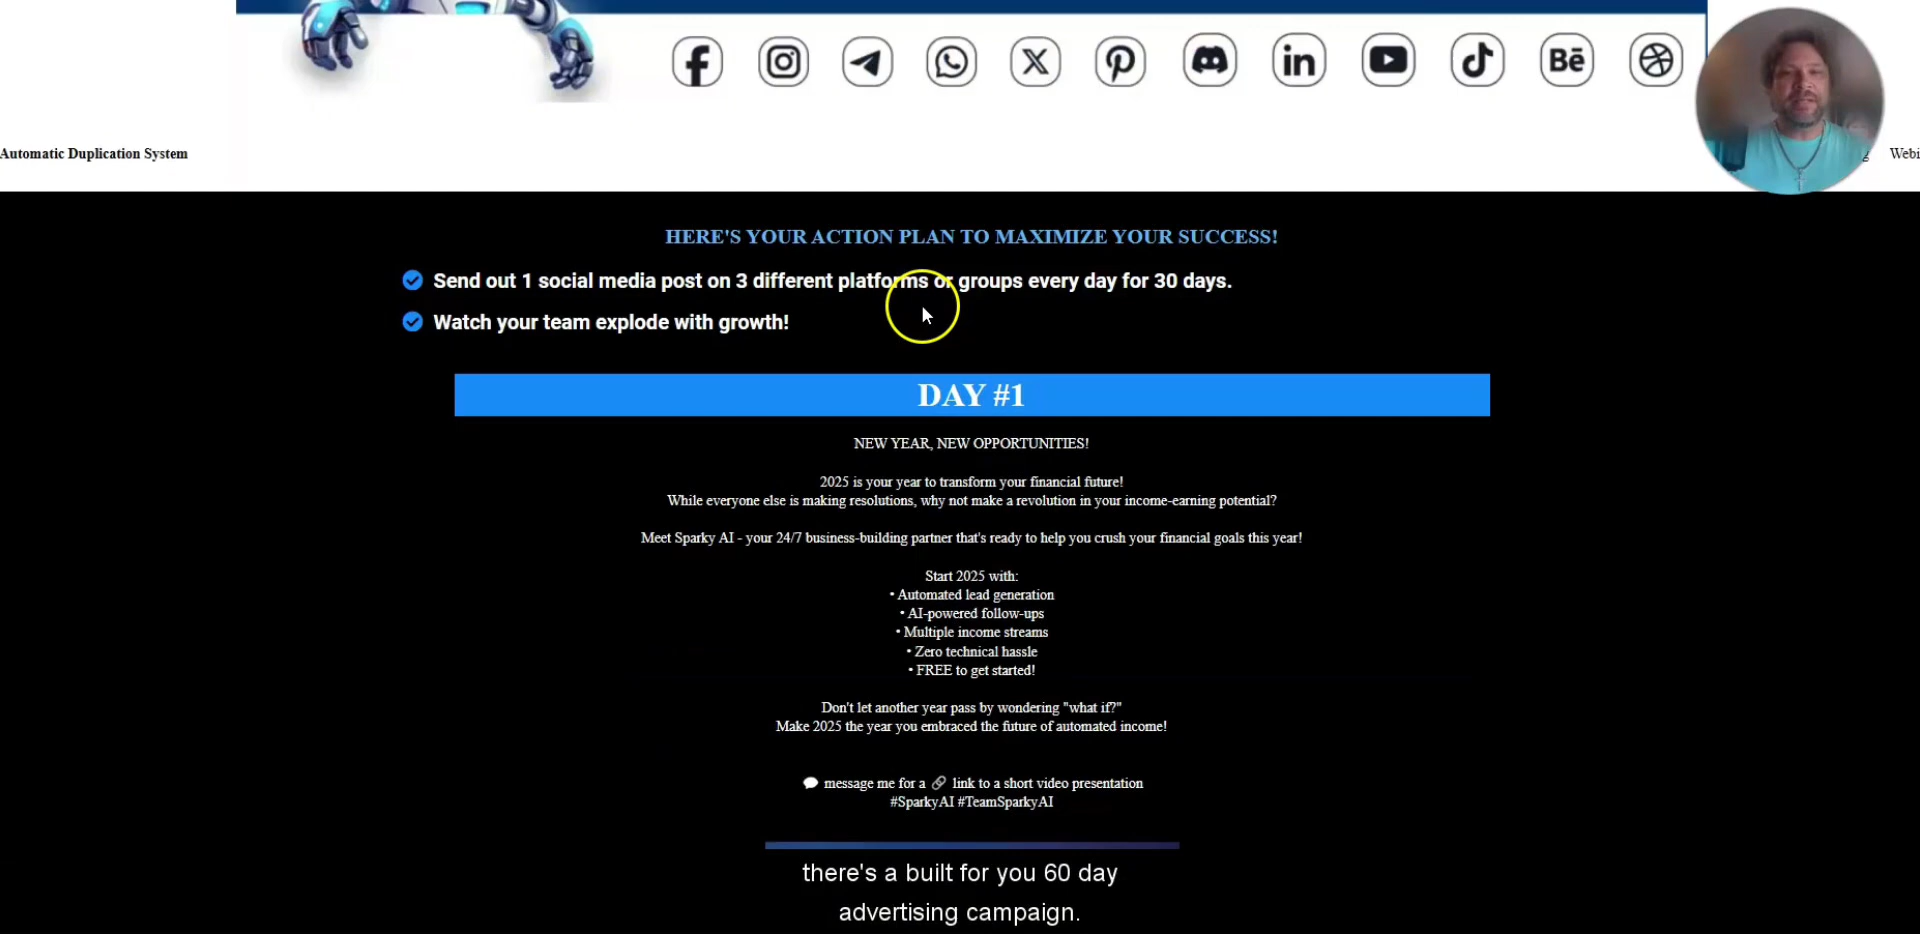 Automatic Duplication System
Webi
HERE'S YOUR ACTION PLAN TO MAXIMIZE YOUR SUCCESS!
Send out 1 social media post on 3 different platforms or groups every day for 30 days.
Watch your team explode with growth!
DAY #1
NEW YEAR, NEW OPPORTUNITIES!
2025 is your year to transform your financial future!
While everyone else is making resolutions, why not make a revolution in your income-earning potential?
Meet Sparky AI - your 24/7 business-building partner that's ready to help you crush your financial goals this year!
Start 2025 with:
• Automated lead generation
• AI-powered follow-ups
• Multiple income streams
• Zero technical hassle
• FREE to get started!
Don't let another year pass by wondering "what if?"
Make 2025 the year you embraced the future of automated income!
💬 message me for a 🔗 link to a short video presentation
#SparkyAI #TeamSparkyAI
there's a built for you 60 day
advertising campaign.